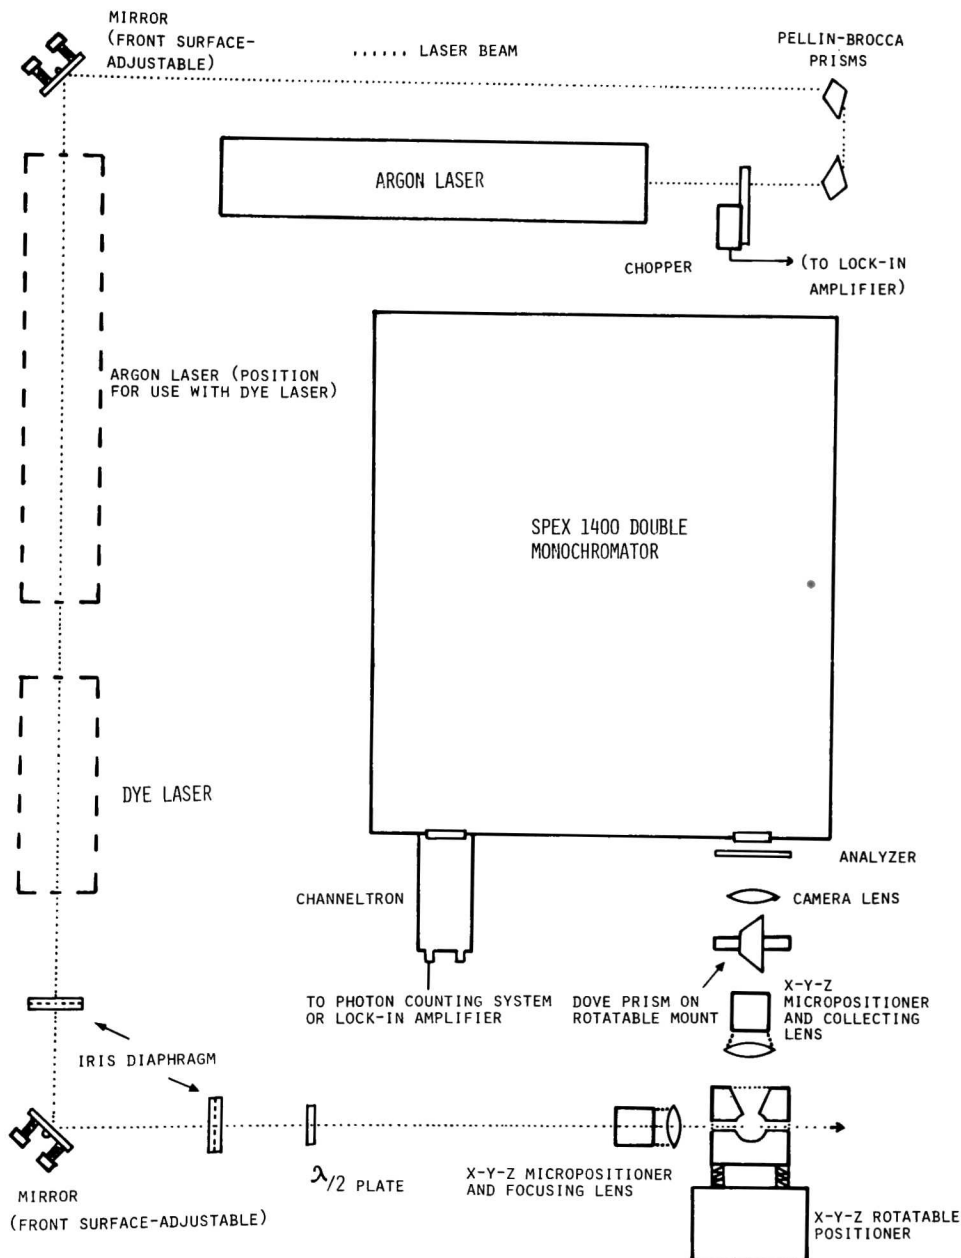 MIRROR
(FRONT SURFACE-
ADJUSTABLE)
...... LASER BEAM
PELLIN-BROCCA
PRISMS
ARGON LASER
CHOPPER
(TO LOCK-IN
AMPLIFIER)
ARGON LASER (POSITION
FOR USE WITH DYE LASER)
SPEX 1400 DOUBLE
MONOCHROMATOR
DYE LASER
ANALYZER
CHANNELTRON
CAMERA LENS
TO PHOTON COUNTING SYSTEM
OR LOCK-IN AMPLIFIER
DOVE PRISM ON
ROTATABLE MOUNT
X-Y-Z
MICROPOSITIONER
AND COLLECTING
LENS
IRIS DIAPHRAGM
λ/2 PLATE
X-Y-Z MICROPOSITIONER
AND FOCUSING LENS
MIRROR
(FRONT SURFACE-ADJUSTABLE)
X-Y-Z ROTATABLE
POSITIONER